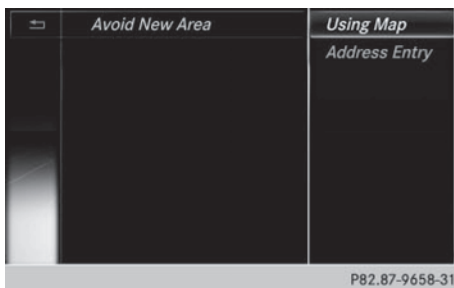 Avoid New Area
Using Map
Address Entry
P82.87-9658-31